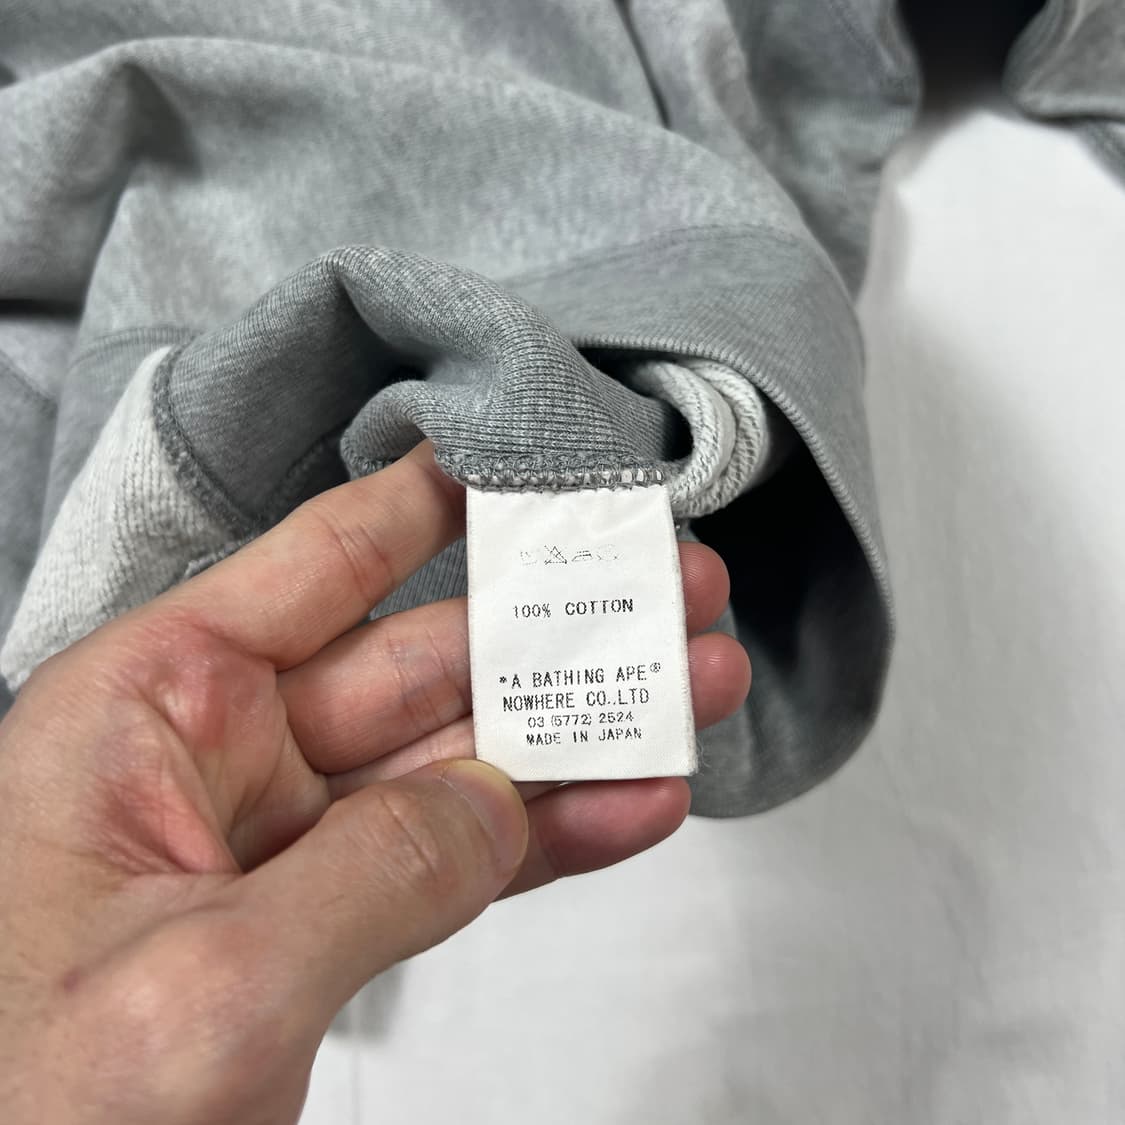 100% COTTON
*A BATHING APE®
NOWHERE CO.,LTD
03 (5772) 2524
MADE IN JAPAN